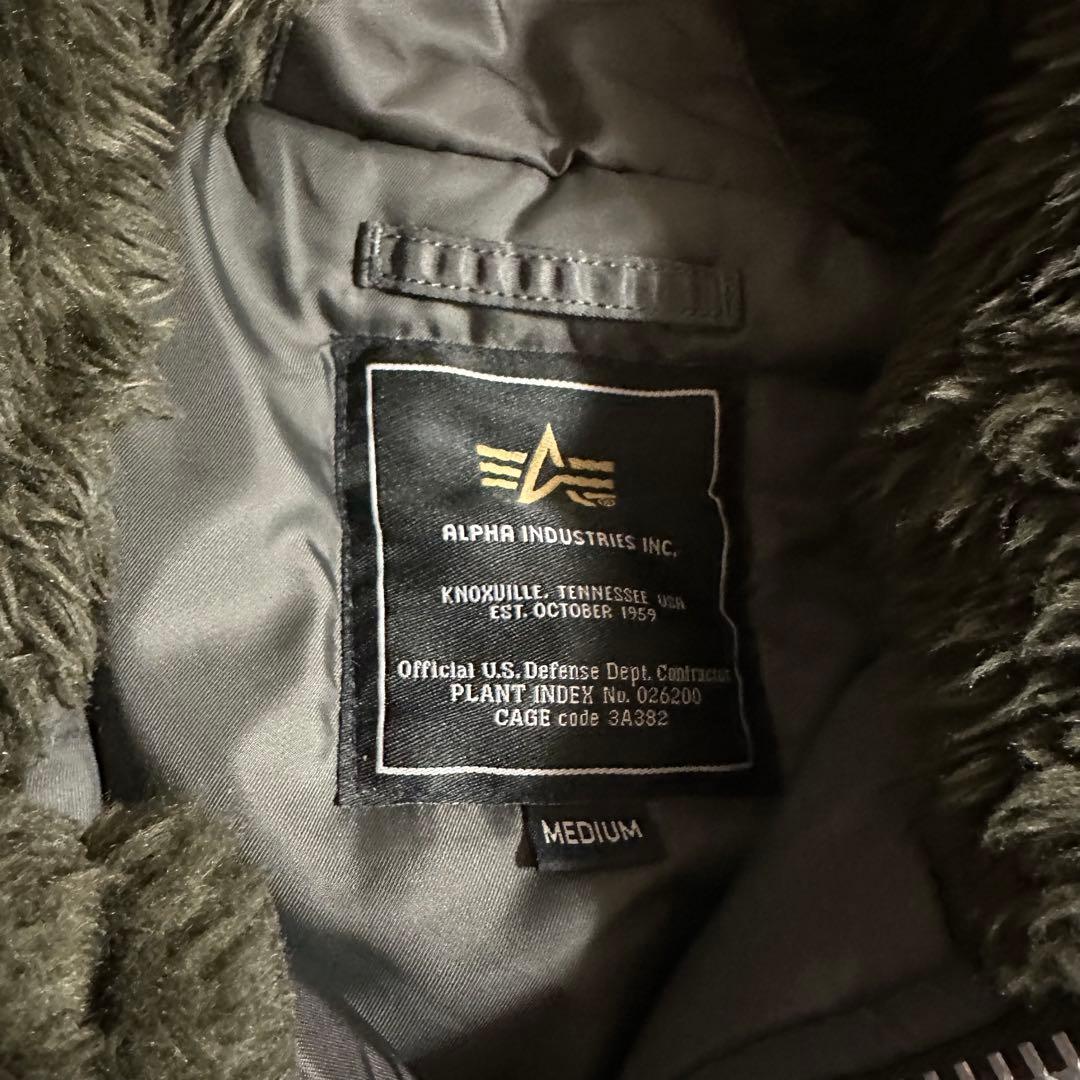 ALPHA INDUSTRIES INC.
KNOXVILLE, TENNESSEE USA
EST. OCTOBER 1959
Official U.S. Defense Dept. Contractor
PLANT INDEX No. 026200
CAGE code 3A382
MEDIUM